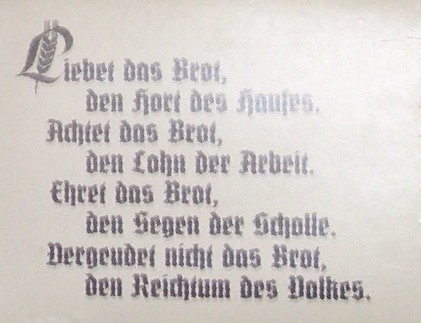 Liebet das Brot,
den Hort des Hauses.
Achtet das Brot,
den Lohn der Arbeit.
Ehret das Brot,
den Segen der Scholle.
Vergeudet nicht das Brot,
den Reichtum des Volkes.